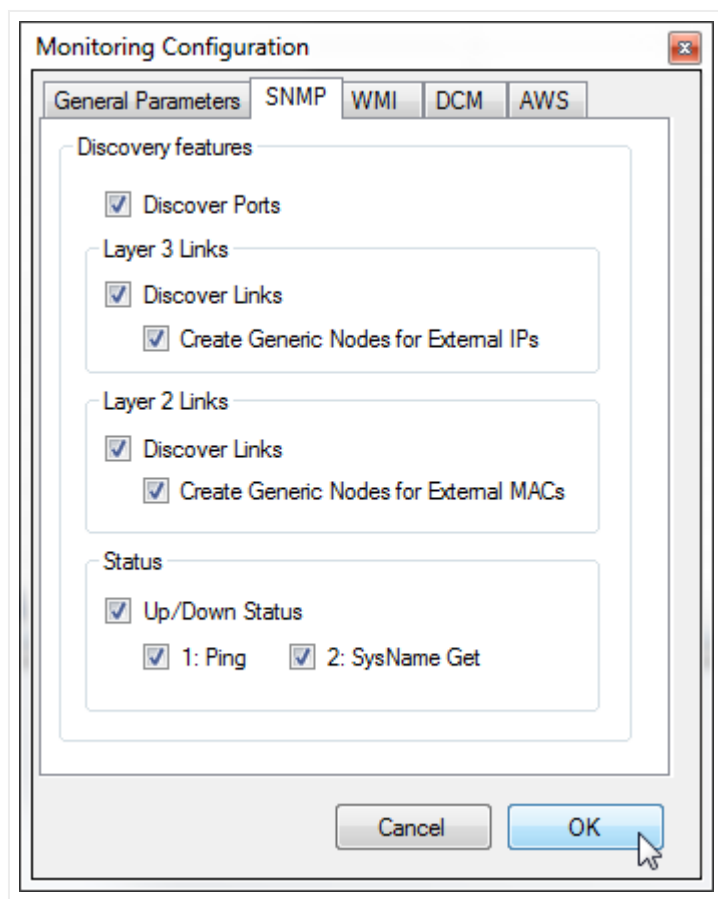 Monitoring Configuration
General Parameters SNMP WMI DCM AWS
Discovery features
Discover Ports
Layer 3 Links
Discover Links
Create Generic Nodes for External IPs
Layer 2 Links
Discover Links
Create Generic Nodes for External MACs
Status
Up/Down Status
1: Ping 2: SysName Get
Cancel OK